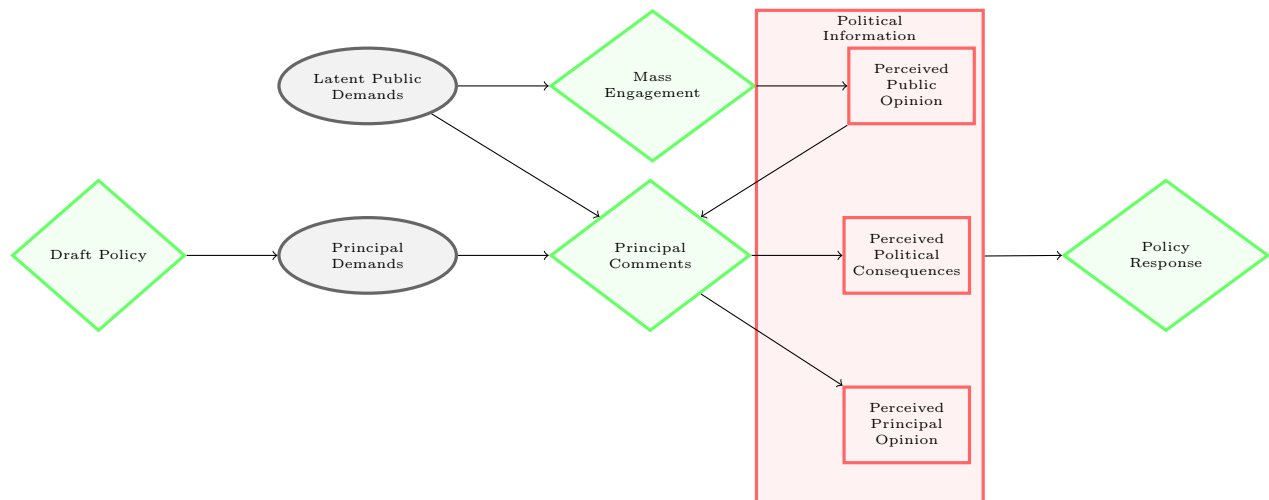 Political
Information
Latent Public
Demands
Mass
Engagement
Perceived
Public
Opinion
Draft Policy
Principal
Demands
Principal
Comments
Perceived
Political
Consequences
Policy
Response
Perceived
Principal
Opinion